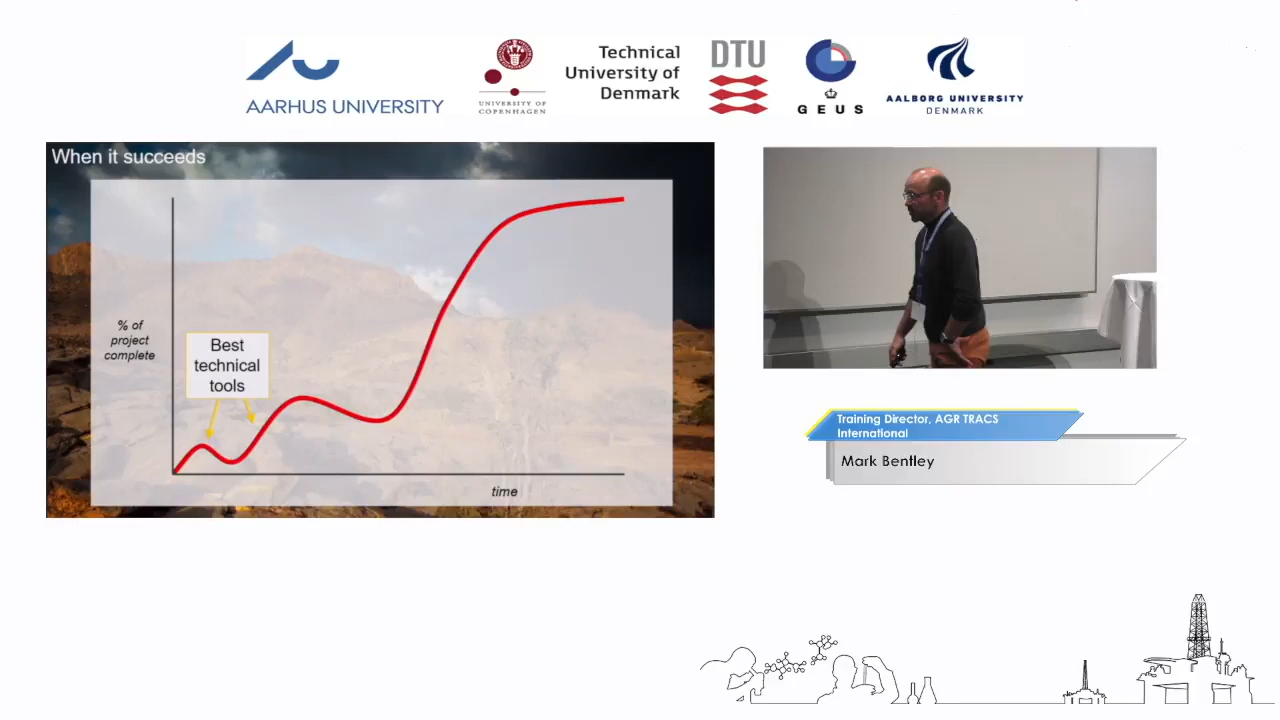 AARHUS UNIVERSITY
UNIVERSITY OF
COPENHAGEN
Technical
University of
Denmark
DTU
GEUS
AALBORG UNIVERSITY
DENMARK
When it succeeds
% of
project
complete
Best
technical
tools
time
Training Director, AGR TRACS
International
Mark Bentley